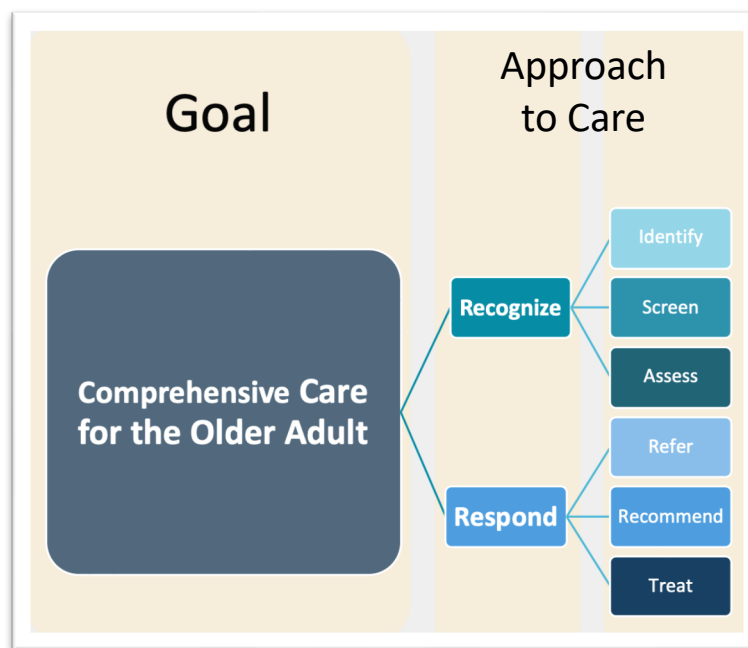 Goal
Approach
to Care
Comprehensive Care
for the Older Adult
Recognize
Identify
Screen
Assess
Respond
Refer
Recommend
Treat